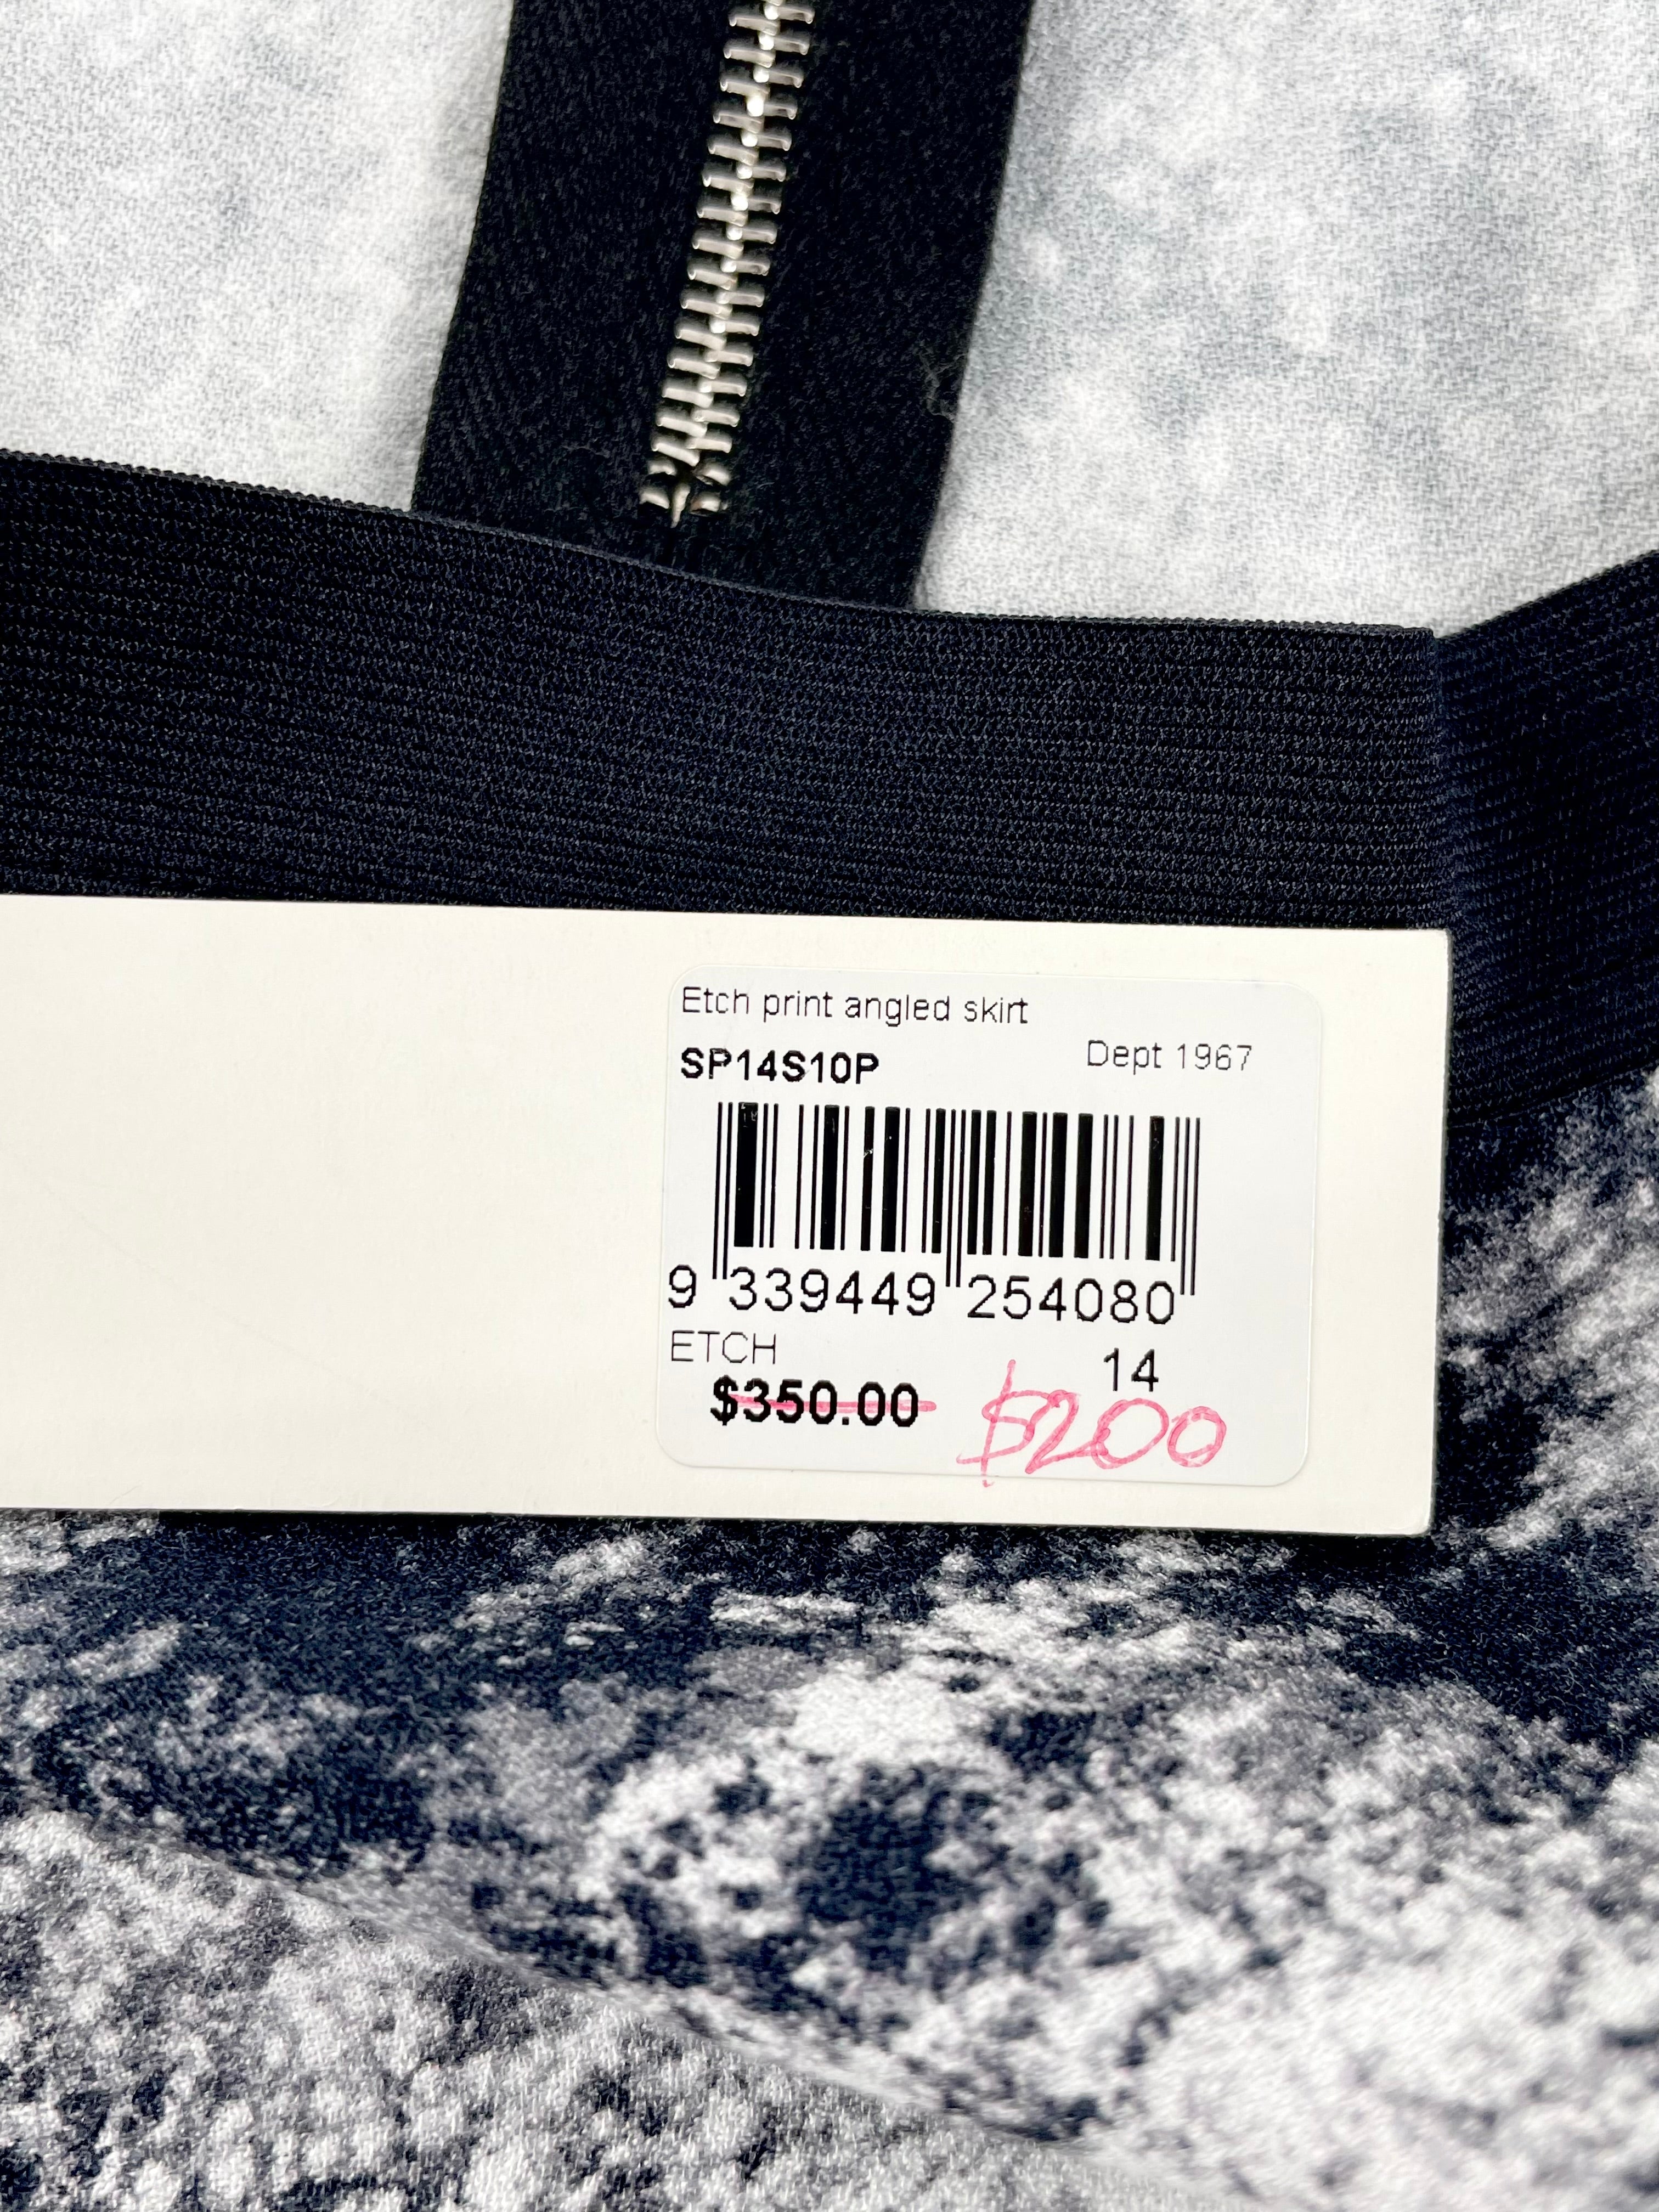 Etch print angled skirt
SP14S10P Dept 1967
9 339449 254080
ETCH 14
$350.00 $200